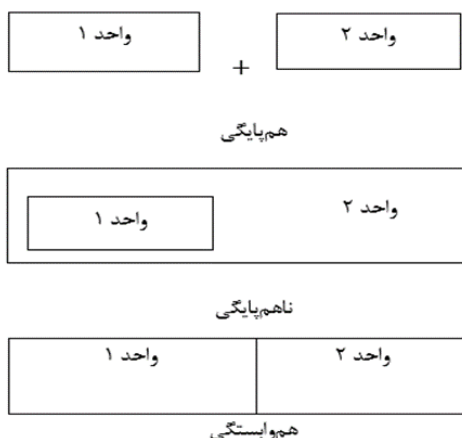 واحد ۲ + واحد ۱
هم‌پایگی
واحد ۲ واحد ۱
ناهم‌پایگی
واحد ۲ واحد ۱
هم‌وابستگی